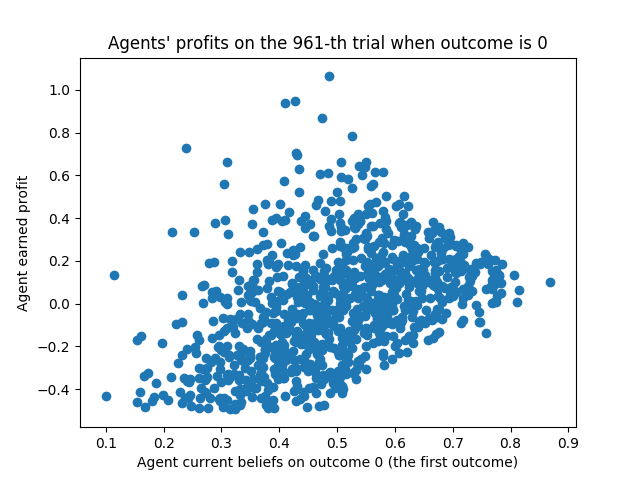 Agents' profits on the 961-th trial when outcome is 0
Agent earned profit
1.0
0.8
0.6
0.4
0.2
0.0
−0.2
−0.4
0.1 0.2 0.3 0.4 0.5 0.6 0.7 0.8 0.9
Agent current beliefs on outcome 0 (the first outcome)